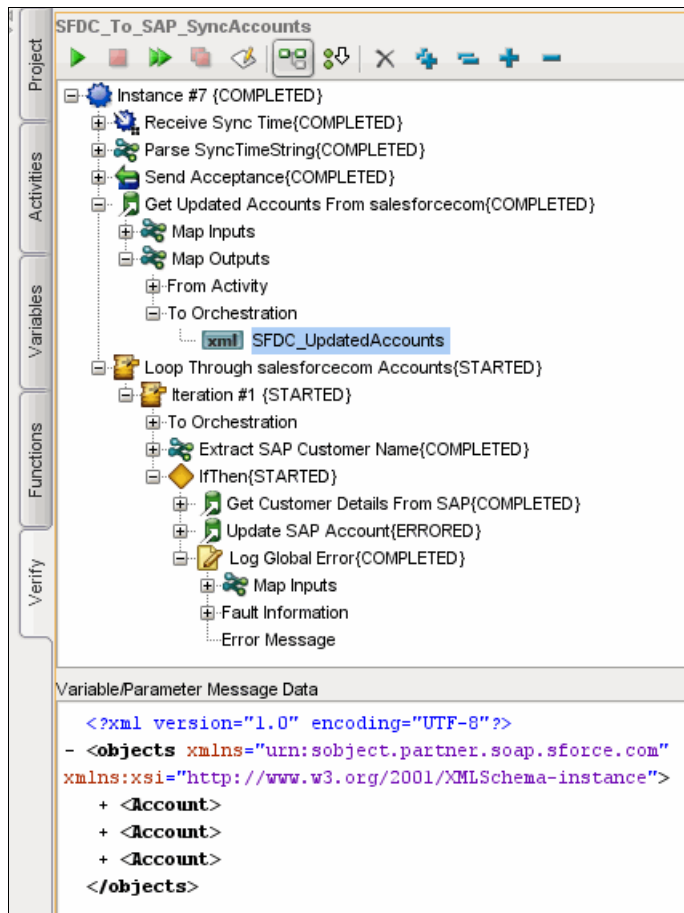 SFDC_To_SAP_SyncAccounts
Project
Activities
Variables
Functions
Verify
Instance #7 {COMPLETED}
Receive Sync Time{COMPLETED}
Parse SyncTimeString{COMPLETED}
Send Acceptance{COMPLETED}
Get Updated Accounts From salesforcecom{COMPLETED}
Map Inputs
Map Outputs
From Activity
To Orchestration
xml SFDC_UpdatedAccounts
Loop Through salesforcecom Accounts{STARTED}
Iteration #1 {STARTED}
To Orchestration
Extract SAP Customer Name{COMPLETED}
IfThen{STARTED}
Get Customer Details From SAP{COMPLETED}
Update SAP Account{ERRORED}
Log Global Error{COMPLETED}
Map Inputs
Fault Information
Error Message
Variable/Parameter Message Data
<?xml version="1.0" encoding="UTF-8"?>
- <objects xmlns="urn:sobject.partner.soap.sforce.com"
xmlns:xsi="http://www.w3.org/2001/XMLSchema-instance">
+ <Account>
+ <Account>
+ <Account>
</objects>